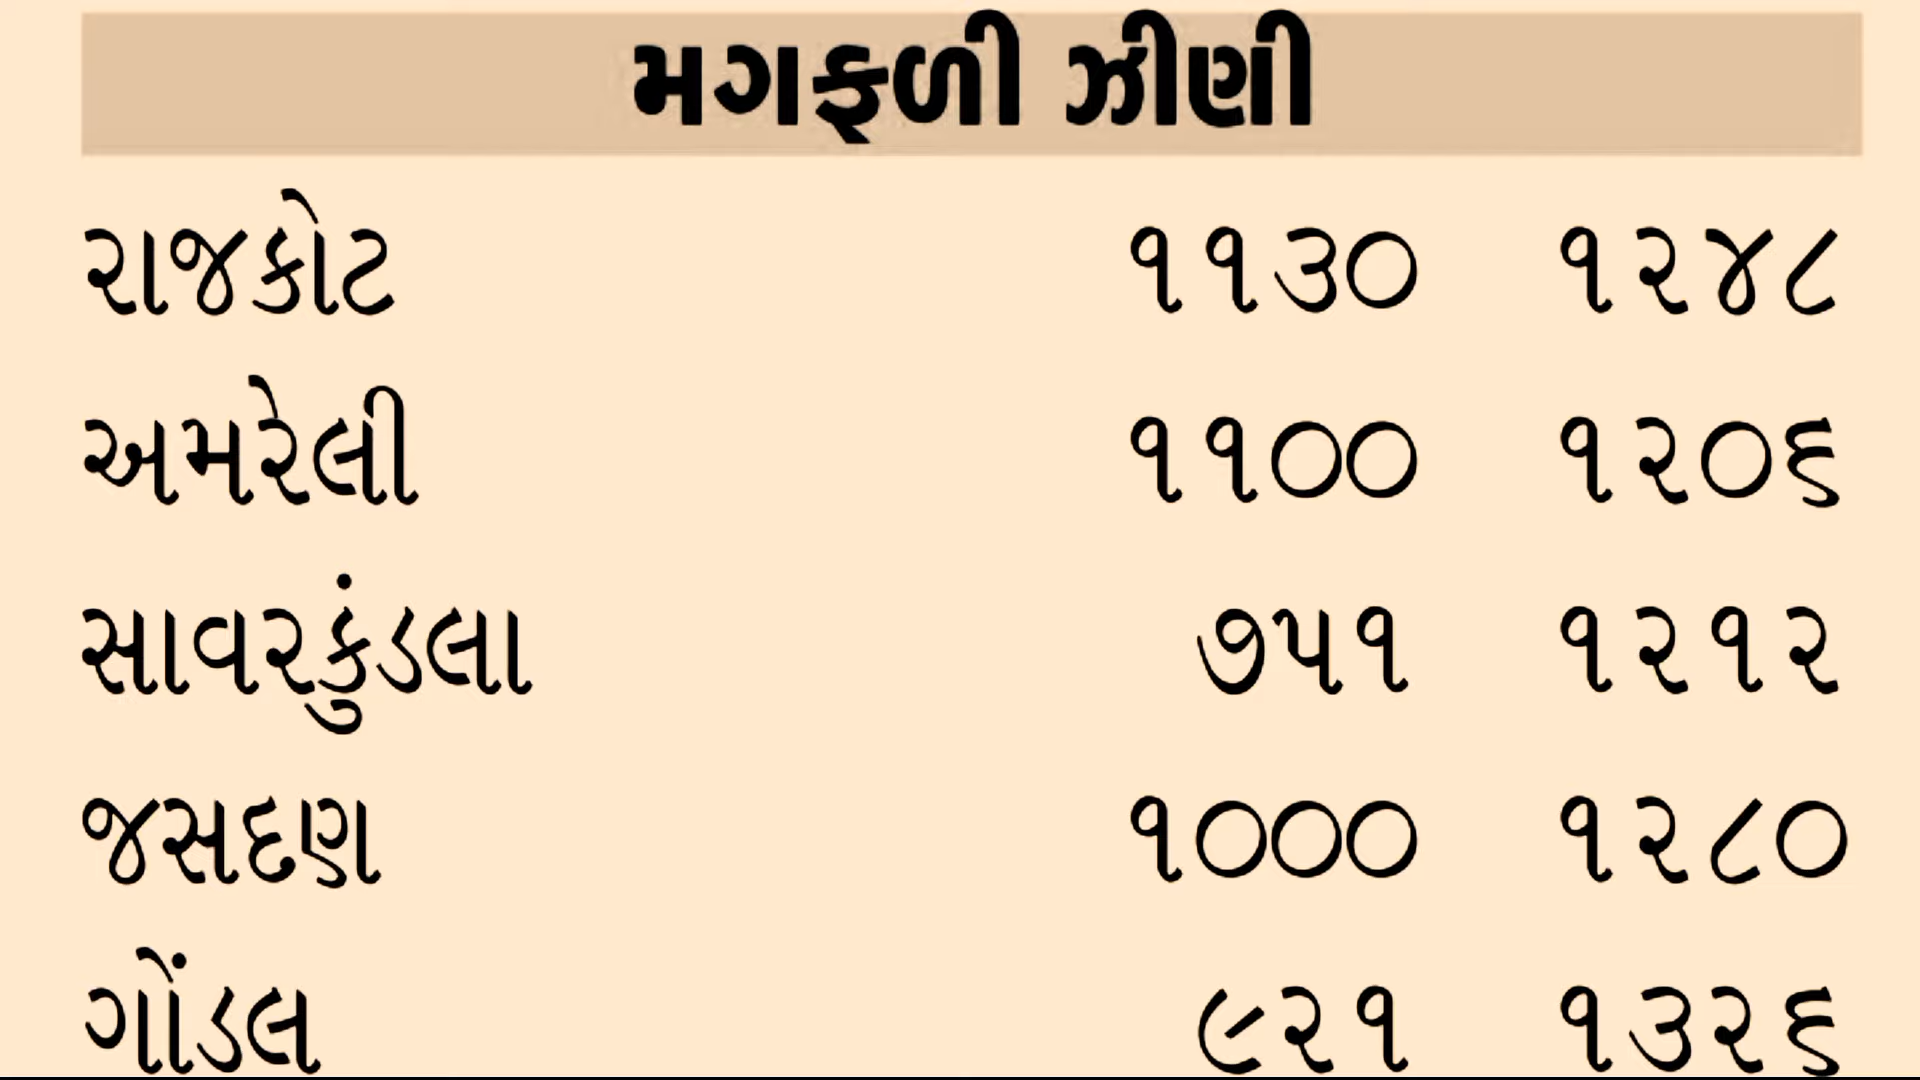 મગફળી ઝીણી
રાજકોટ ૧૧૩૦ ૧૨૪૮
અમરેલી ૧૧૦૦ ૧૨૦૬
સાવરકુંડલા ૭૫૧ ૧૨૧૨
જસદણ ૧૦૦૦ ૧૨૮૦
ગોંડલ ૯૨૧ ૧૩૨૬